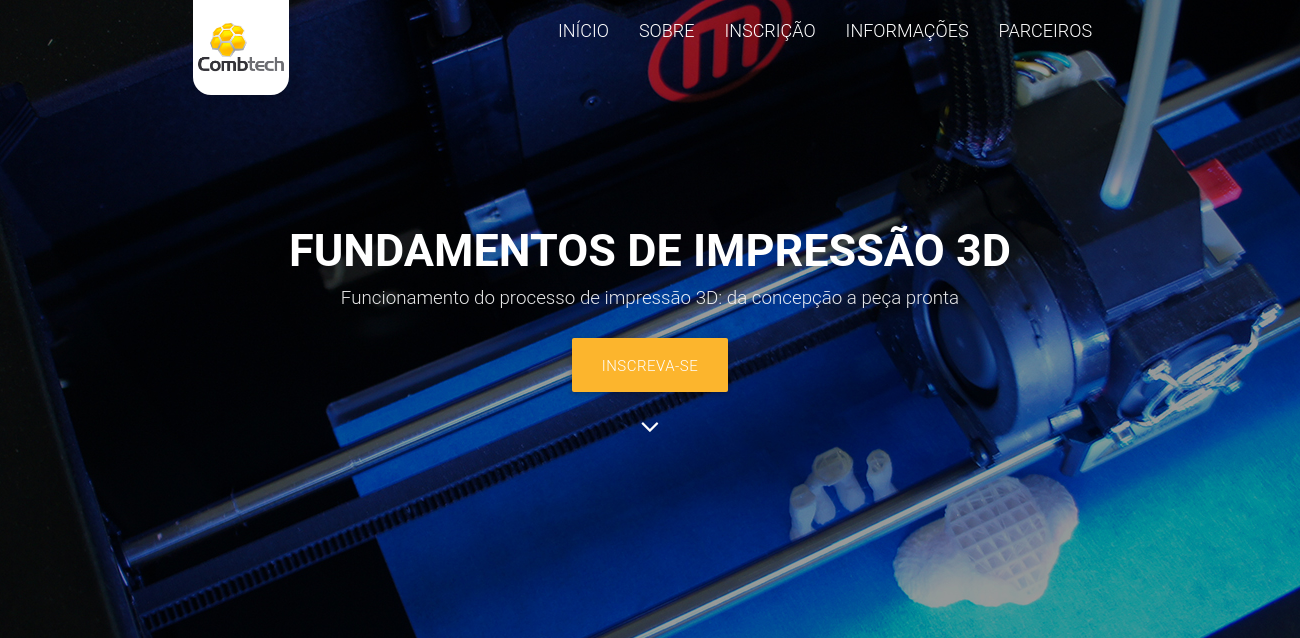 Combtech
INÍCIO SOBRE INSCRIÇÃO INFORMAÇÕES PARCEIROS
FUNDAMENTOS DE IMPRESSÃO 3D
Funcionamento do processo de impressão 3D: da concepção a peça pronta
INSCREVA-SE